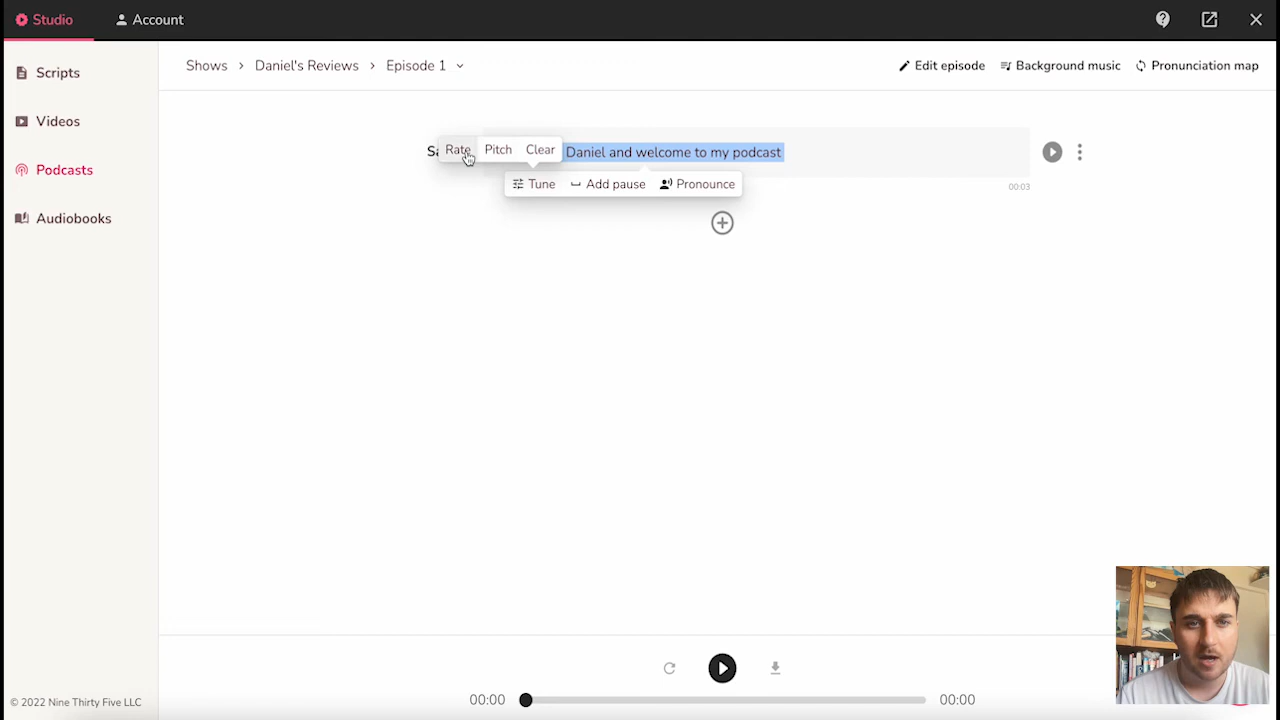 Studio
Account
Scripts
Videos
Podcasts
Audiobooks
Shows > Daniel's Reviews > Episode 1
Edit episode
Background music
Pronunciation map
Sa
Rate
Pitch
Clear
Daniel and welcome to my podcast
Tune
Add pause
Pronounce
00:03
00:00
00:00
© 2022 Nine Thirty Five LLC